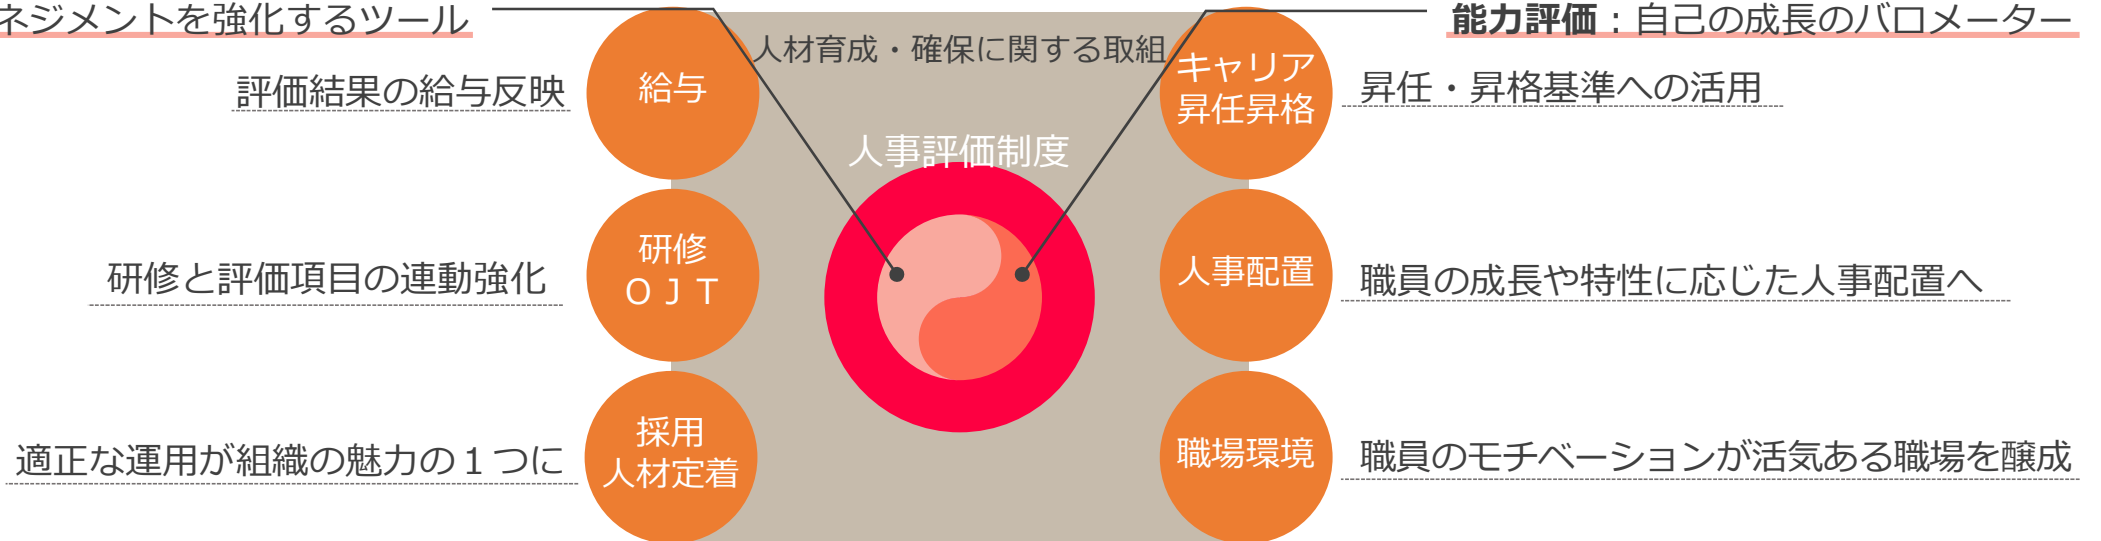 ネジメントを強化するツール
能力評価：自己の成長のバロメーター
人材育成・確保に関する取組
評価結果の給与反映
給与
キャリア
昇任昇格
昇任・昇格基準への活用
人事評価制度
研修と評価項目の連動強化
研修
ＯＪＴ
人事配置
職員の成長や特性に応じた人事配置へ
適正な運用が組織の魅力の１つに
採用
人材定着
職場環境
職員のモチベーションが活気ある職場を醸成